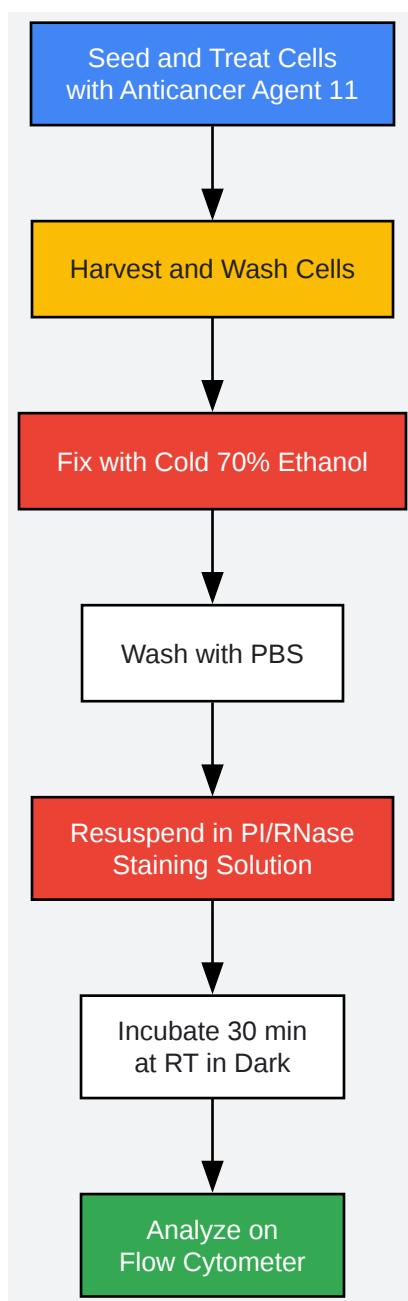 Seed and Treat Cells
with Anticancer Agent 11
Harvest and Wash Cells
Fix with Cold 70% Ethanol
Wash with PBS
Resuspend in PI/RNase
Staining Solution
Incubate 30 min
at RT in Dark
Analyze on
Flow Cytometer